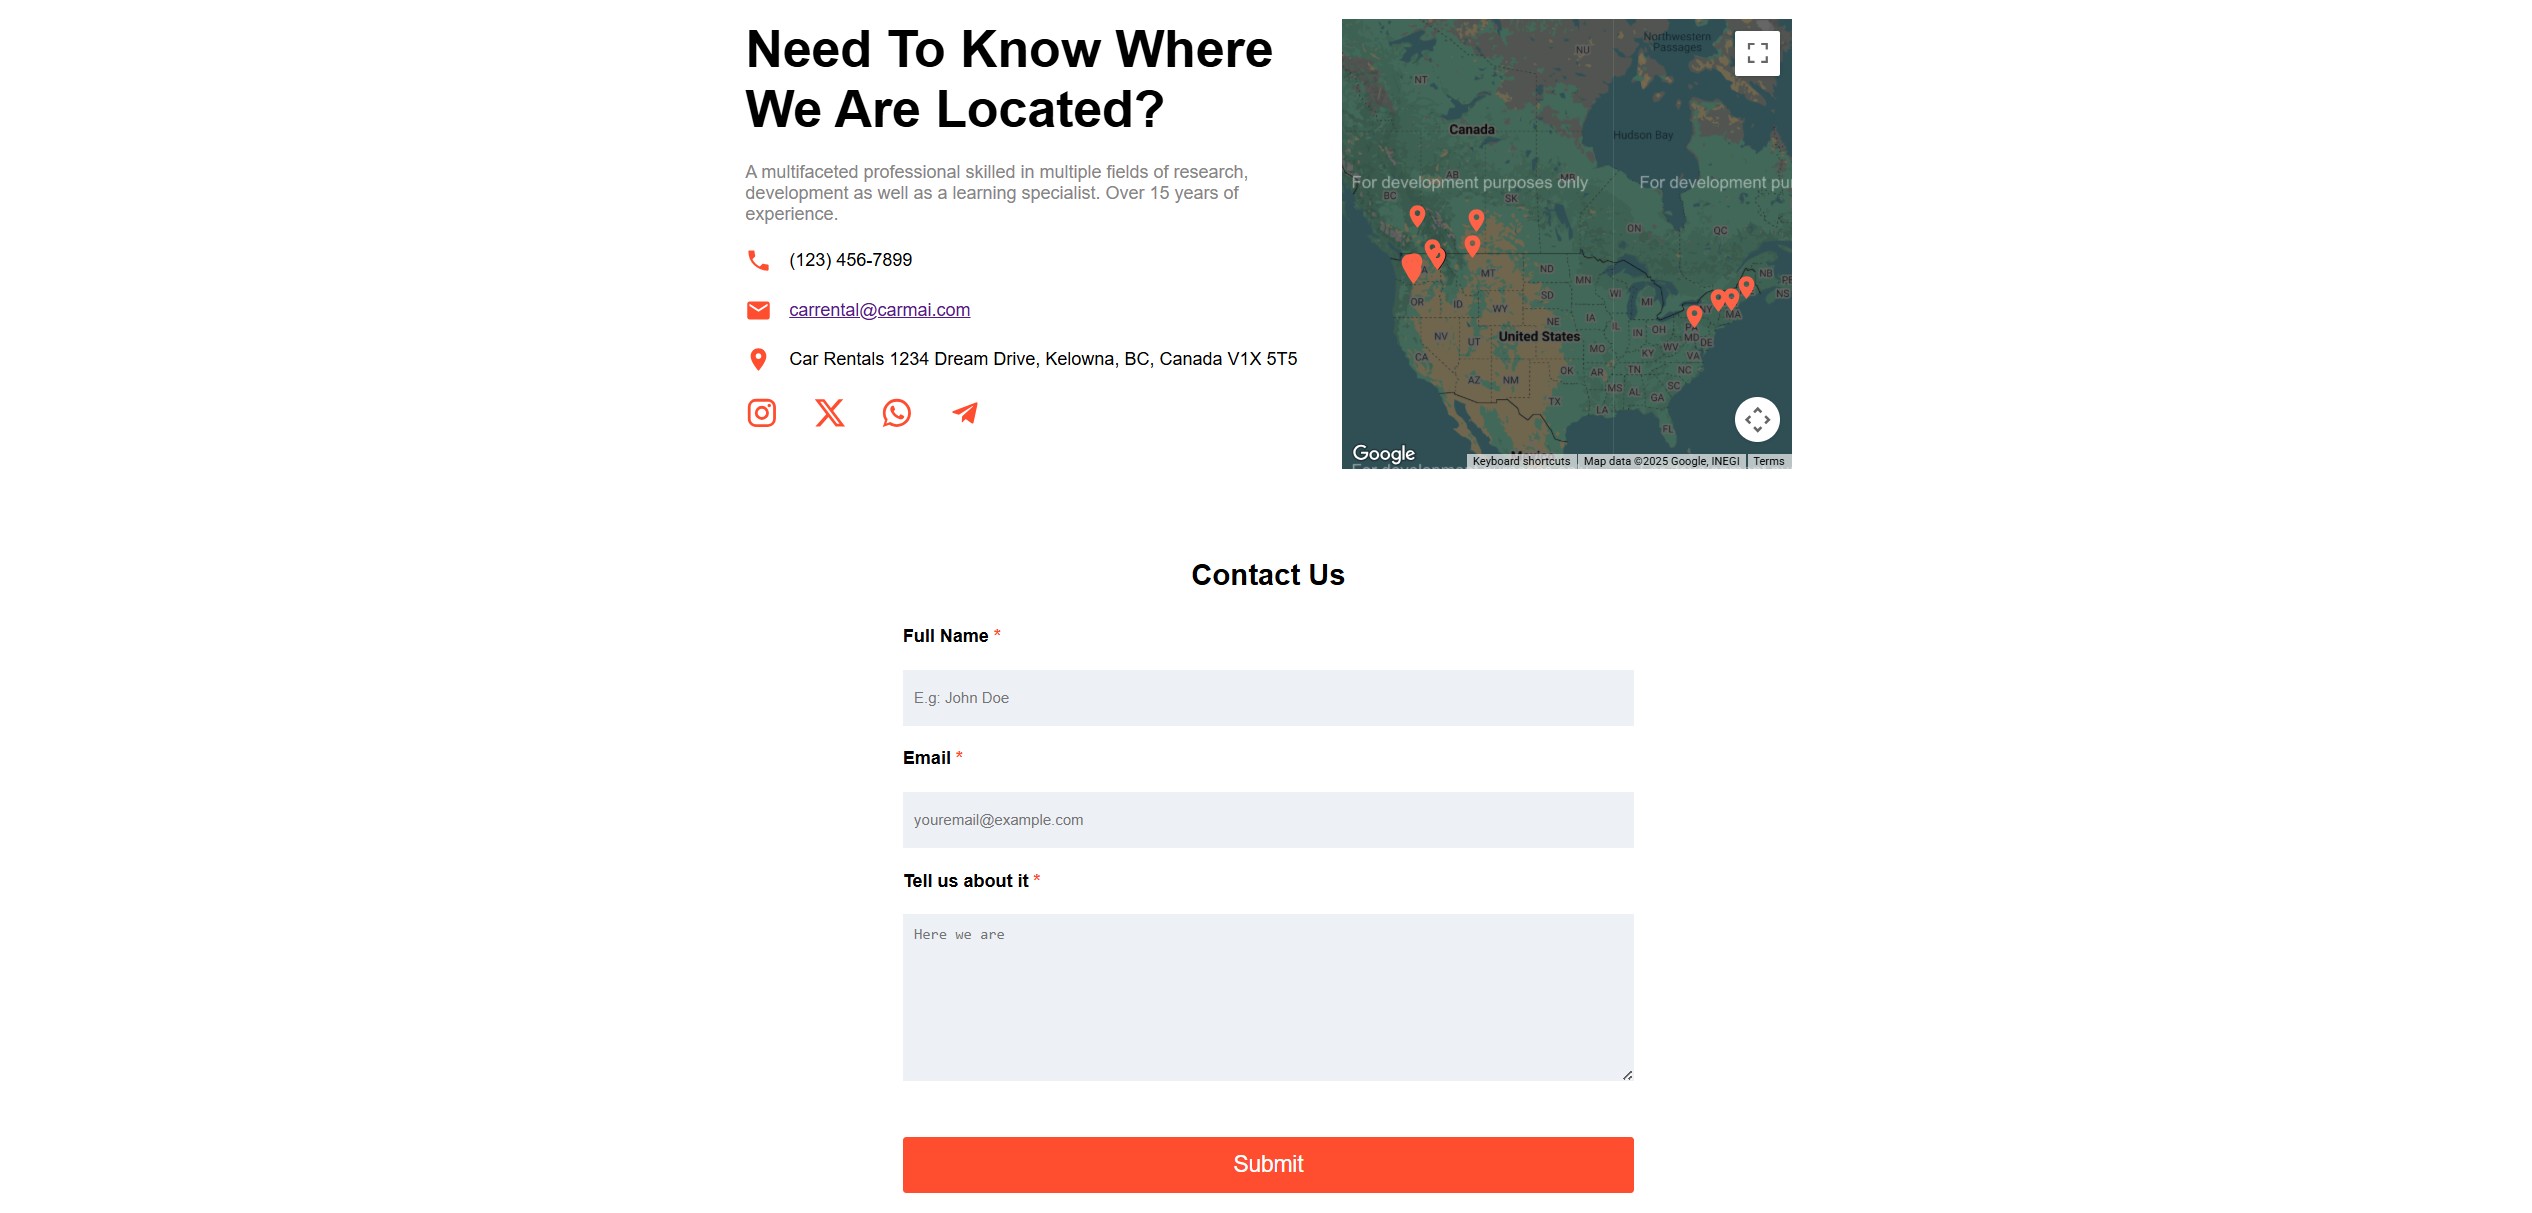 Need To Know Where
We Are Located?
A multifaceted professional skilled in multiple fields of research,
development as well as a learning specialist. Over 15 years of
experience.
(123) 456-7899
carrental@carmai.com
Car Rentals 1234 Dream Drive, Kelowna, BC, Canada V1X 5T5
Northwestern
Passages
NU
NT
Canada
Hudson Bay
For development purposes only
For development pu
AB
MB
BC
SK
ON
QC
NB
PE
NS
MT
ND
MN
OR
ID
WY
SD
WI
MI
MA
NE
IA
IL
IN
OH
PA
NV
UT
United States
MD
DE
CA
MO
KY
WV
VA
AZ
NM
OK
AR
TN
NC
MS
AL
SC
GA
TX
LA
FL
Google
Keyboard shortcuts
Map data ©2025 Google, INEGI
Terms
Contact Us
Full Name *
E.g: John Doe
Email *
youremail@example.com
Tell us about it *
Here we are
Submit